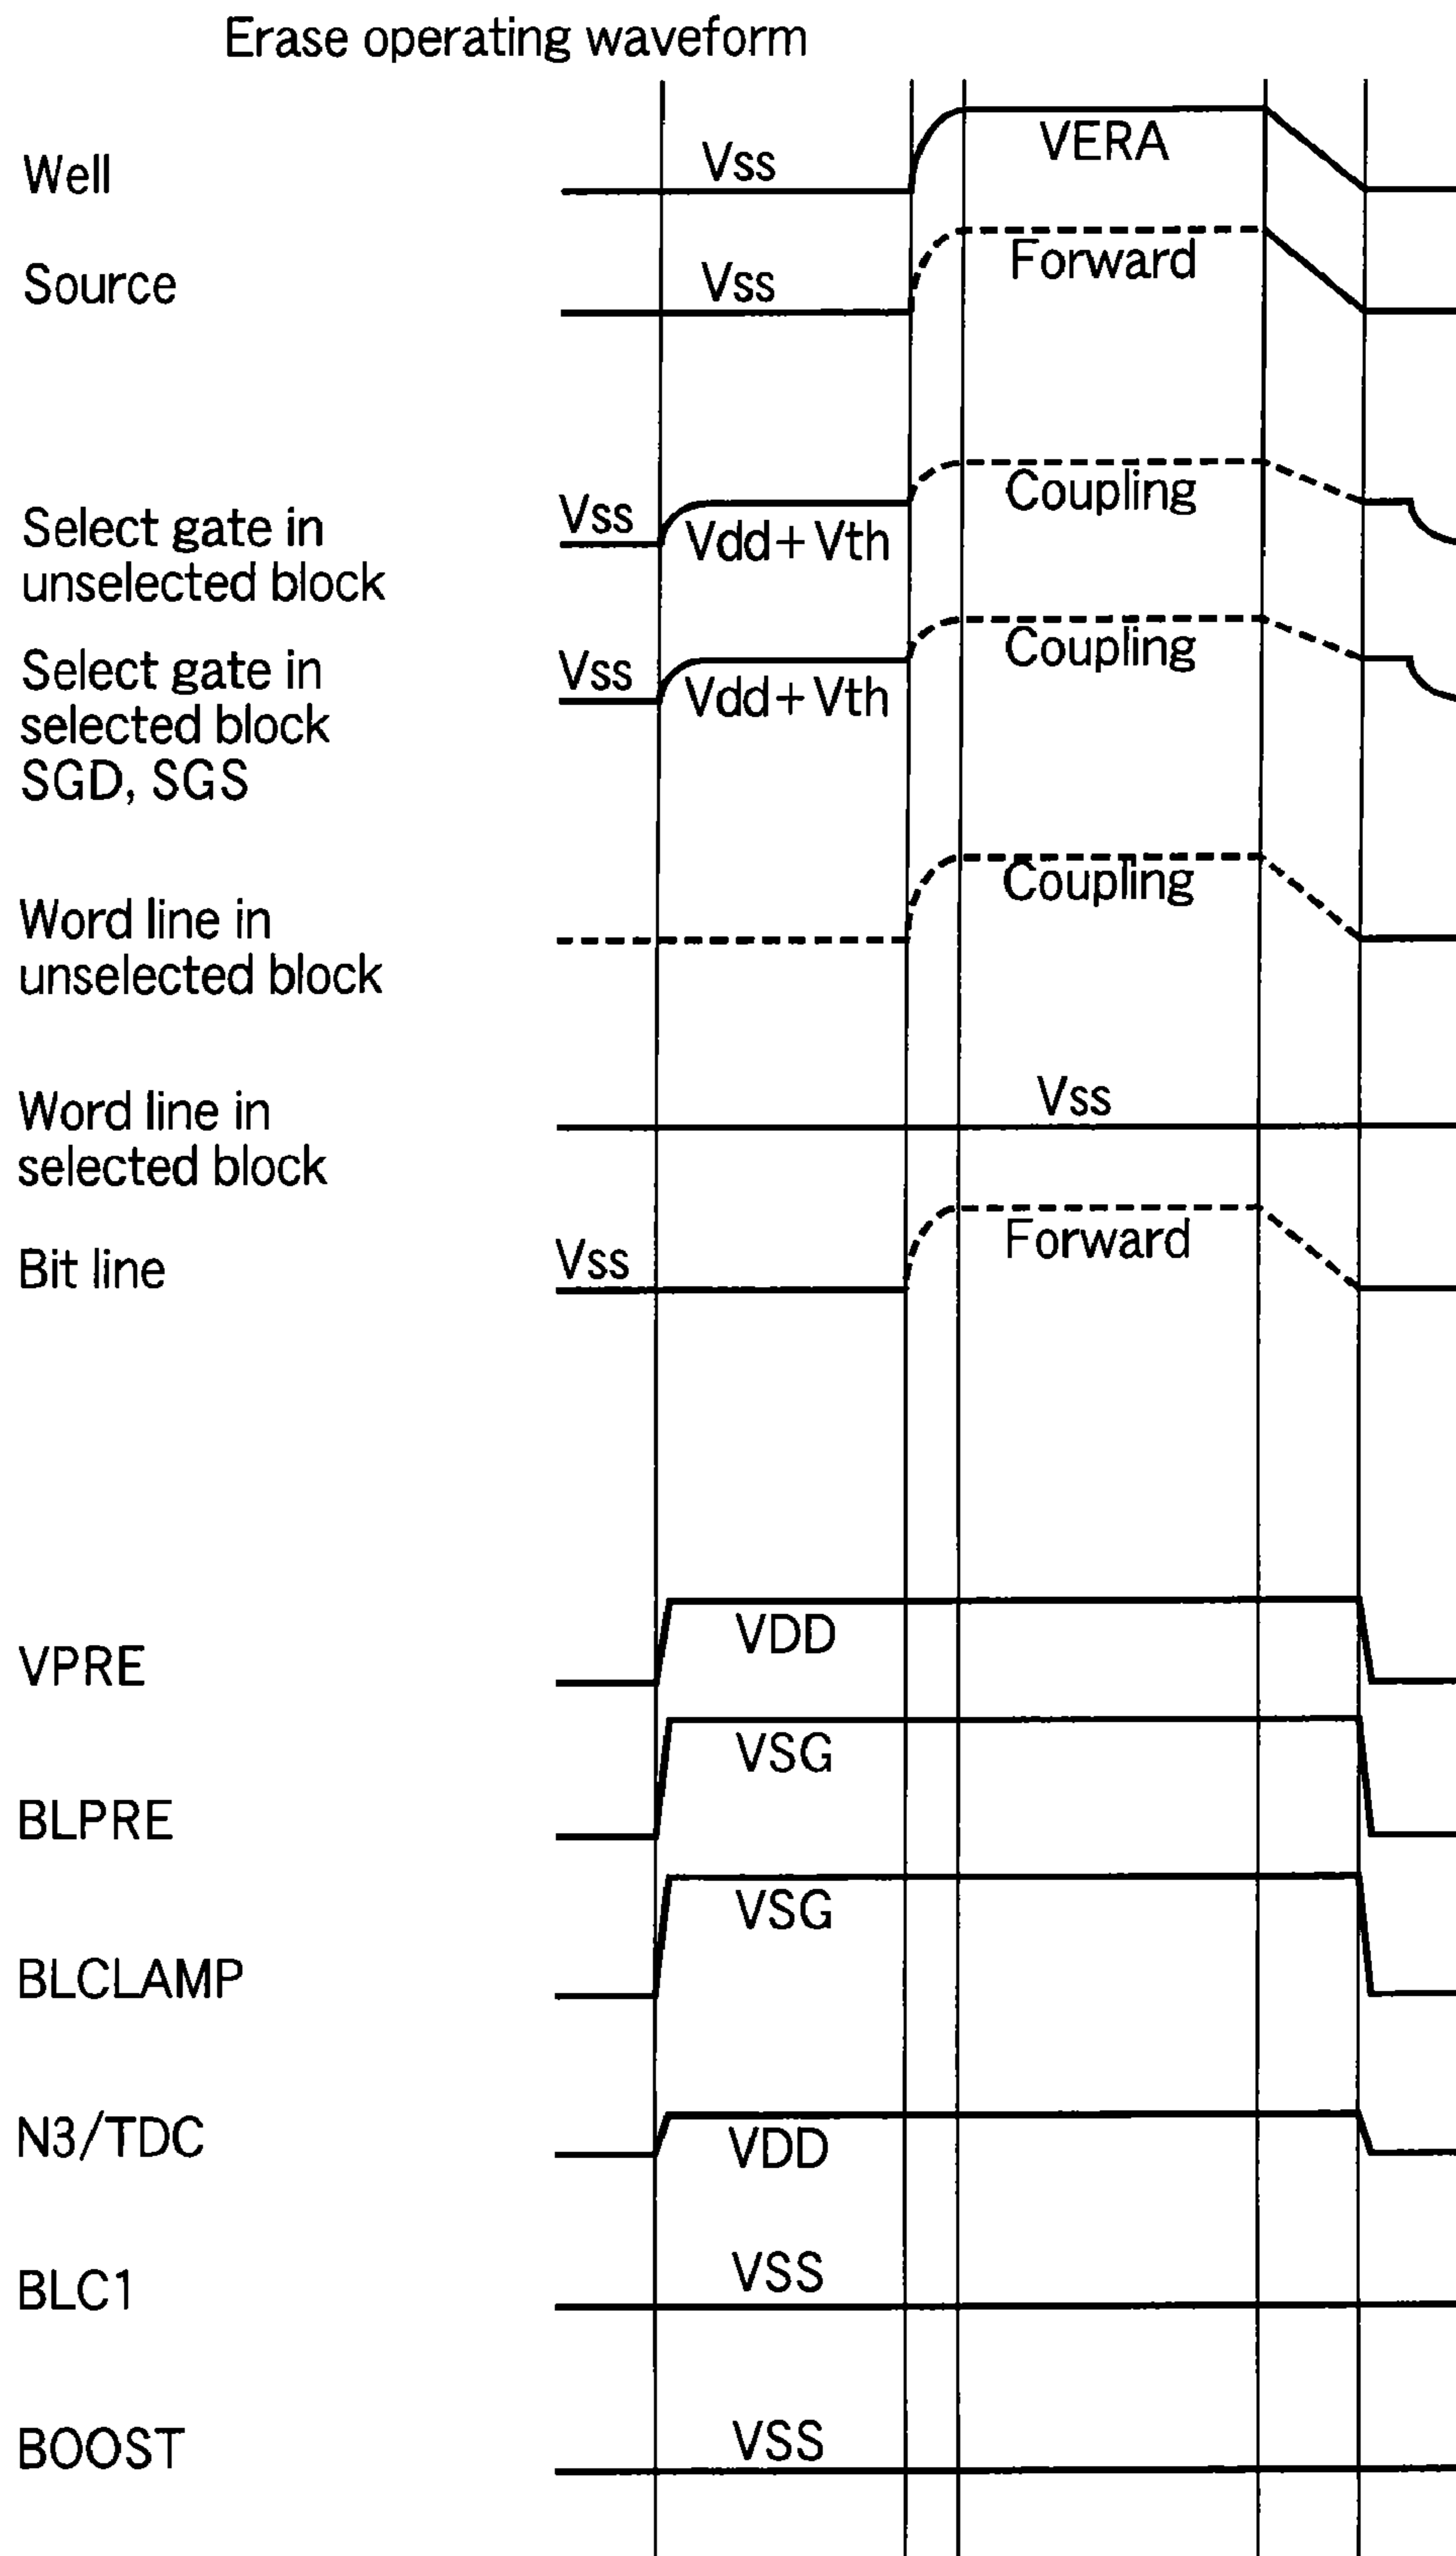 Erase operating waveform
Well
Vss
VERA
Source
Vss
Forward
Select gate in
unselected block
Vss
Vdd+Vth
Coupling
Select gate in
selected block
SGD, SGS
Vss
Vdd+Vth
Coupling
Word line in
unselected block
Coupling
Word line in
selected block
Vss
Bit line
Vss
Forward
VPRE
VDD
BLPRE
VSG
BLCLAMP
VSG
N3/TDC
VDD
BLC1
VSS
BOOST
VSS